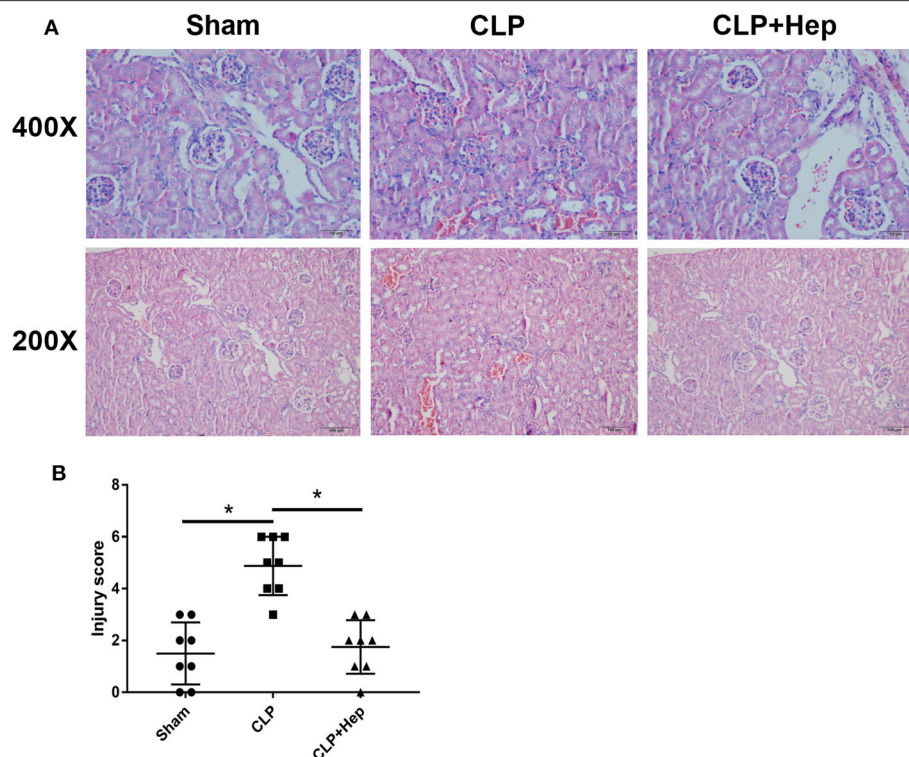 A Sham CLP CLP+Hep
400X
200X
B
8
*
*
6
4
2
0
Injury score
Sham
CLP
CLP+Hep